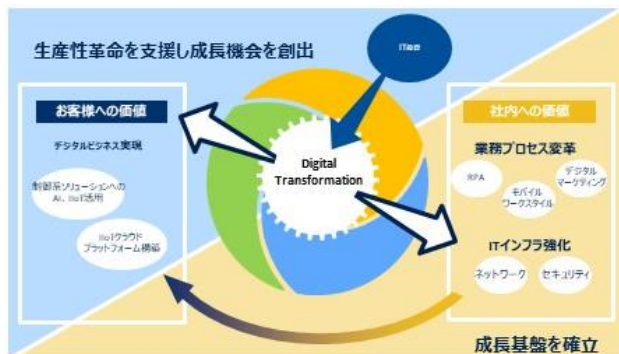 生産性革命を支援し成長機会を創出
お客様への価値
デジタルビジネス実現
制御系ソリューションへの
AI、IIoT活用
IIoTクラウド
プラットフォーム構築
Digital
Transformation
社内への価値
業務プロセス変革
RPA
モバイル
ワークスタイル
デジタル
マーケティング
ITインフラ強化
ネットワーク
セキュリティ
成長基盤を確立